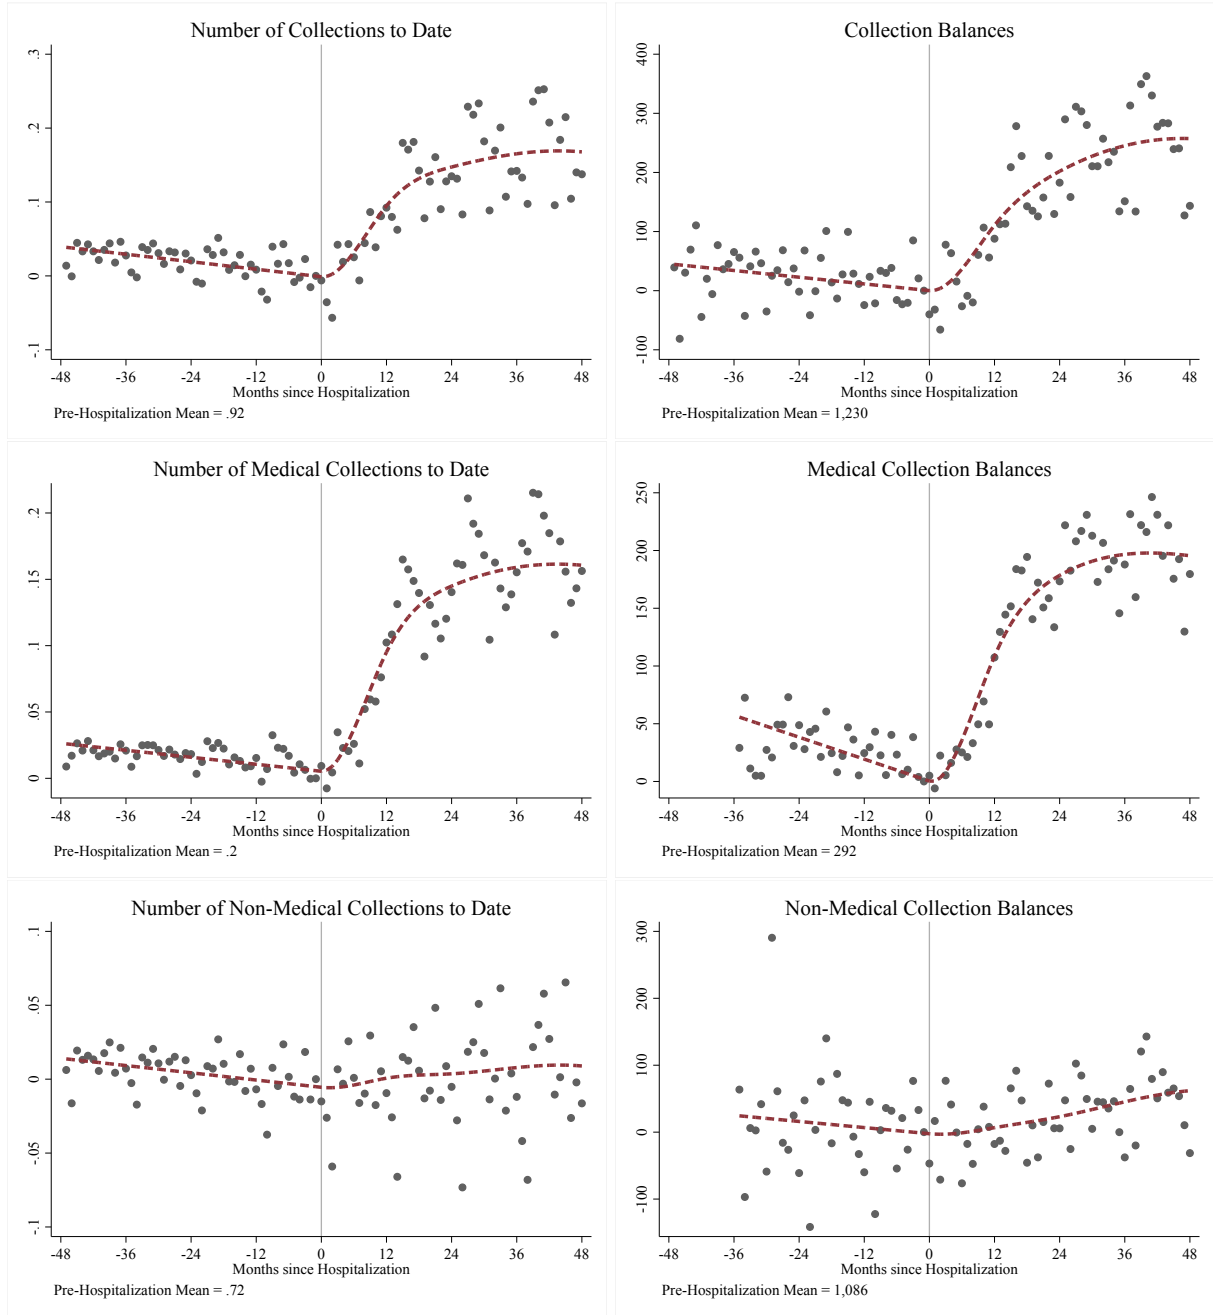 Number of Collections to Date
.3
.2
.1
0
-.1
-48 -36 -24 -12 0 12 24 36 48
Months since Hospitalization
Pre-Hospitalization Mean = .92
Collection Balances
400
300
200
100
0
-100
-48 -36 -24 -12 0 12 24 36 48
Months since Hospitalization
Pre-Hospitalization Mean = 1,230
Number of Medical Collections to Date
.2
.15
.1
.05
0
-48 -36 -24 -12 0 12 24 36 48
Months since Hospitalization
Pre-Hospitalization Mean = .2
Medical Collection Balances
250
200
150
100
50
0
-48 -36 -24 -12 0 12 24 36 48
Months since Hospitalization
Pre-Hospitalization Mean = 292
Number of Non-Medical Collections to Date
.1
.05
0
-.05
-.1
-48 -36 -24 -12 0 12 24 36 48
Months since Hospitalization
Pre-Hospitalization Mean = .72
Non-Medical Collection Balances
300
200
100
0
-100
-48 -36 -24 -12 0 12 24 36 48
Months since Hospitalization
Pre-Hospitalization Mean = 1,086